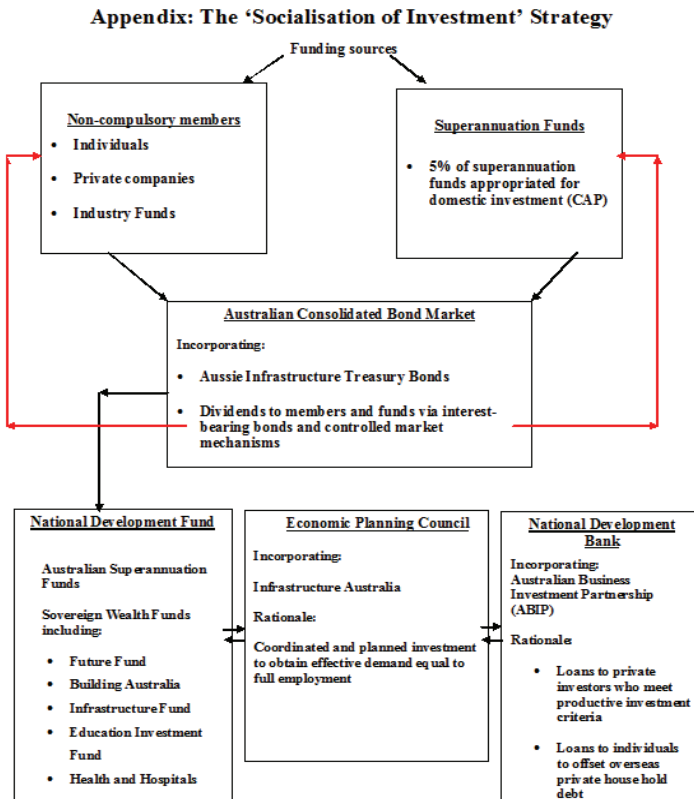 Appendix: The ‘Socialisation of Investment’ Strategy
Funding sources
Non-compulsory members
• Individuals
• Private companies
• Industry Funds
Superannuation Funds
• 5% of superannuation
funds appropriated for
domestic investment (CAP)
Australian Consolidated Bond Market
Incorporating:
• Aussie Infrastructure Treasury Bonds
• Dividends to members and funds via interest-
bearing bonds and controlled market
mechanisms
National Development Fund
Australian Superannuation
Funds
Sovereign Wealth Funds
including:
• Future Fund
• Building Australia
• Infrastructure Fund
• Education Investment
Fund
• Health and Hospitals
Economic Planning Council
Incorporating:
Infrastructure Australia
Rationale:
Coordinated and planned investment
to obtain effective demand equal to
full employment
National Development
Bank
Incorporating:
Australian Business
Investment Partnership
(ABIP)
Rationale:
• Loans to private
investors who meet
productive investment
criteria
• Loans to individuals
to offset overseas
private household
debt